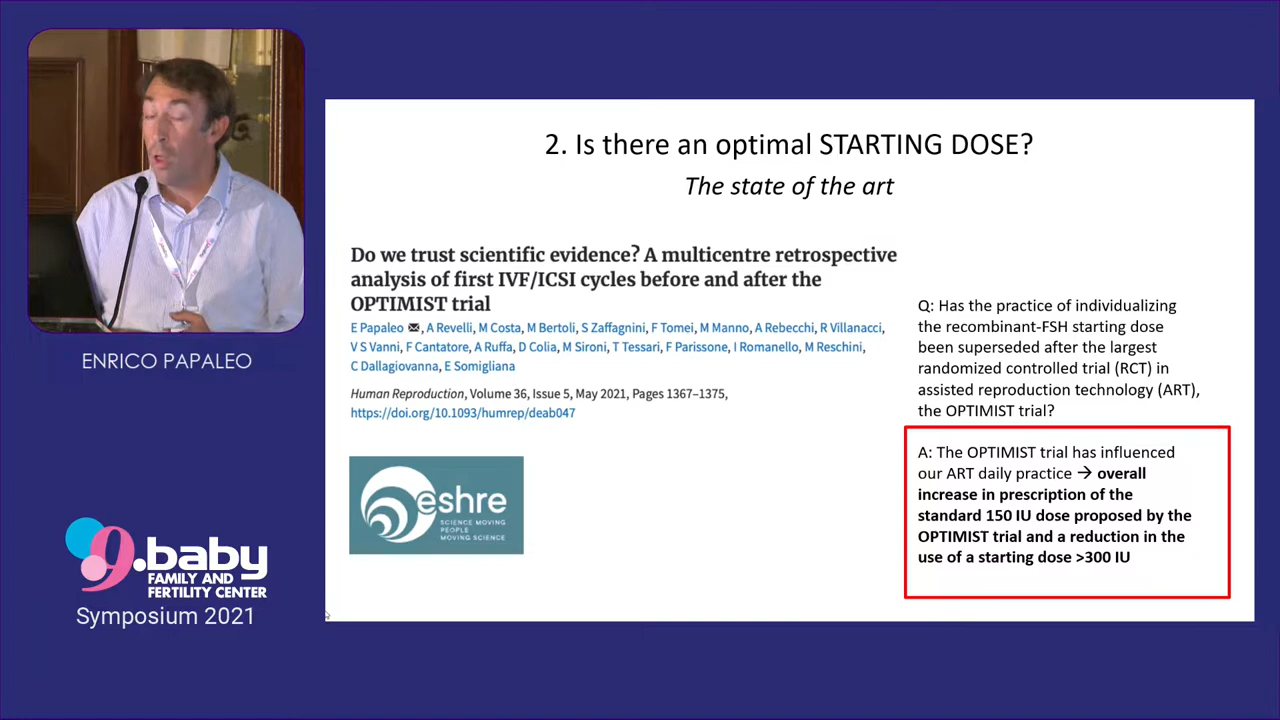 2. Is there an optimal STARTING DOSE?
The state of the art
Do we trust scientific evidence? A multicentre retrospective
analysis of first IVF/ICSI cycles before and after the
OPTIMIST trial
E Papaleo ✉, A Revelli, M Costa, M Bertoli, S Zaffagnini, F Tomei, M Manno, A Rebecchi, R Villanacci,
V S Vanni, F Cantatore, A Ruffa, D Colia, M Sironi, T Tessari, F Parissone, I Romanello, M Reschini,
C Dallagiovanna, E Somigliana
Human Reproduction, Volume 36, Issue 5, May 2021, Pages 1367–1375,
https://doi.org/10.1093/humrep/deab047
eshre
SCIENCE MOVING
PEOPLE
MOVING SCIENCE
Q: Has the practice of individualizing
the recombinant-FSH starting dose
been superseded after the largest
randomized controlled trial (RCT) in
assisted reproduction technology (ART),
the OPTIMIST trial?
A: The OPTIMIST trial has influenced
our ART daily practice → overall
increase in prescription of the
standard 150 IU dose proposed by the
OPTIMIST trial and a reduction in the
use of a starting dose >300 IU
ENRICO PAPALEO
9.baby
FAMILY AND
FERTILITY CENTER
Symposium 2021